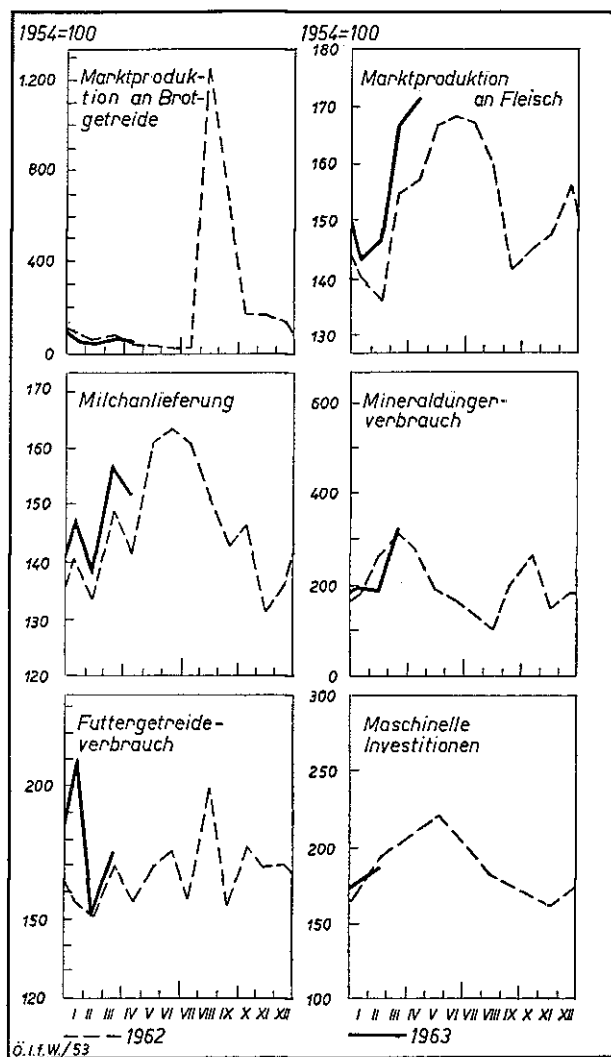 1954=100
1954=100
1.200
800
400
0
Marktproduk-
tion an Brot-
getreide
180
170
160
150
140
130
Marktproduktion
an Fleisch
170
160
150
140
130
120
Milchanlieferung
600
400
200
0
Mineraldünger-
verbrauch
200
150
120
Futtergetreide-
verbrauch
300
250
200
150
100
Maschinelle
Investitionen
I II III IV V VI VII VIII IX X XI XII
I II III IV V VI VII VIII IX X XI XII
1962
1963
Ö.I.f.W./53